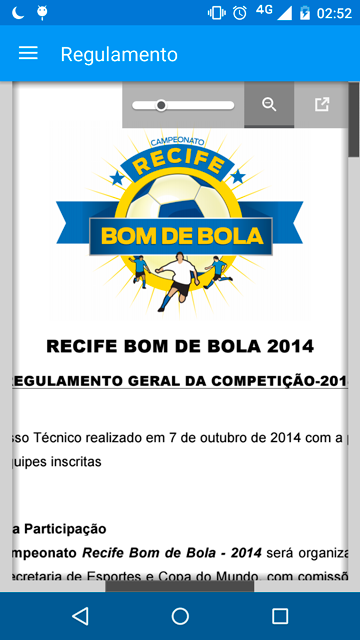 4G 02:52
Regulamento
CAMPEONATO
RECIFE
BOM DE BOLA
RECIFE BOM DE BOLA 2014
REGULAMENTO GERAL DA COMPETIÇÃO-201
sso Técnico realizado em 7 de outubro de 2014 com a
quipes inscritas
a Participação
mpeonato Recife Bom de Bola - 2014 será organiza
ecretaria de Esportes e Copa do Mundo, com comissõ